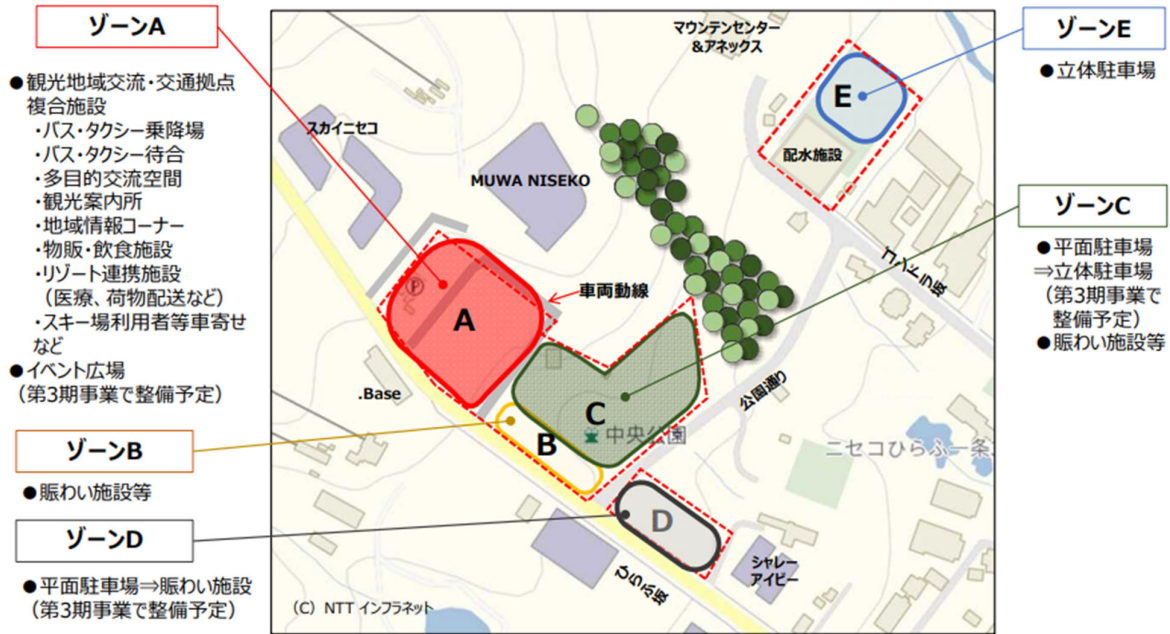 ゾーンA
●観光地域交流・交通拠点
複合施設
・バス・タクシー乗降場
・バス・タクシー待合
・多目的交流空間
・観光案内所
・地域情報コーナー
・物販・飲食施設
・リゾート連携施設
（医療、荷物配送など）
・スキー場利用者等車寄せ
など
●イベント広場
（第3期事業で整備予定）
ゾーンB
●賑わい施設等
ゾーンD
●平面駐車場⇒賑わい施設
（第3期事業で整備予定）
マウンテンセンター
&アネックス
スカイニセコ
MUWA NISEKO
配水施設
E
P
A
車両動線
ゴンドラ坂
.Base
C
中央公園
公園通り
B
ニセコひらふ一条
D
シャレー
アイビー
ひらふ坂
(C) NTT インフラネット
ゾーンE
●立体駐車場
ゾーンC
●平面駐車場
⇒立体駐車場
（第3期事業で
整備予定）
●賑わい施設等